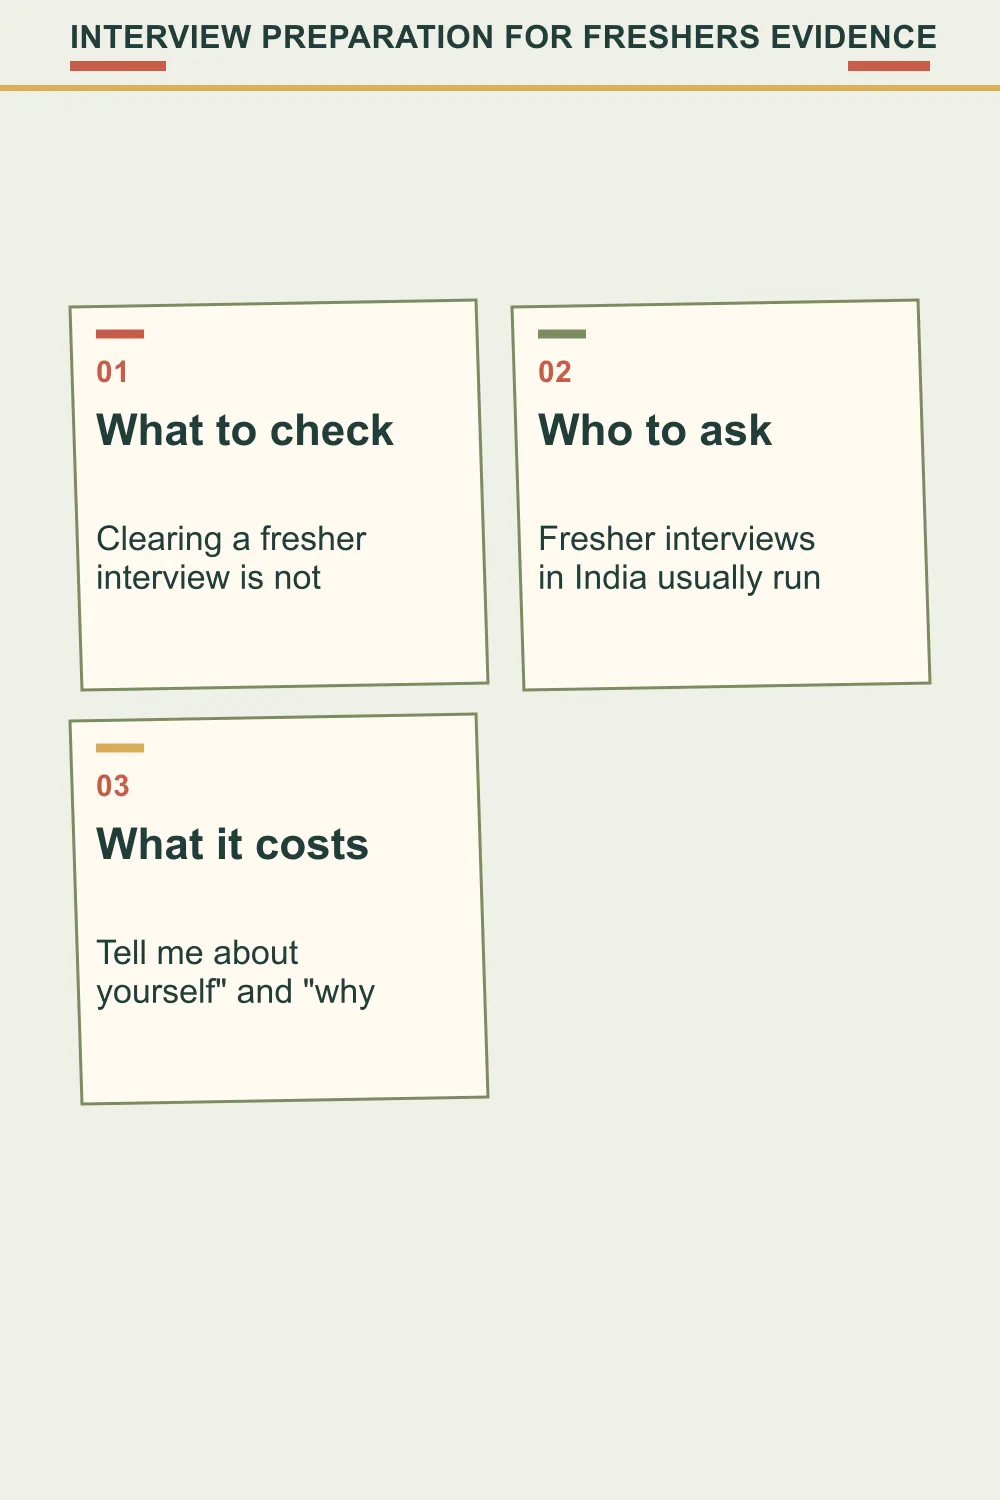 INTERVIEW PREPARATION FOR FRESHERS EVIDENCE
01
What to check
Clearing a fresher
interview is not
02
Who to ask
Fresher interviews
in India usually run
03
What it costs
Tell me about
yourself" and "why